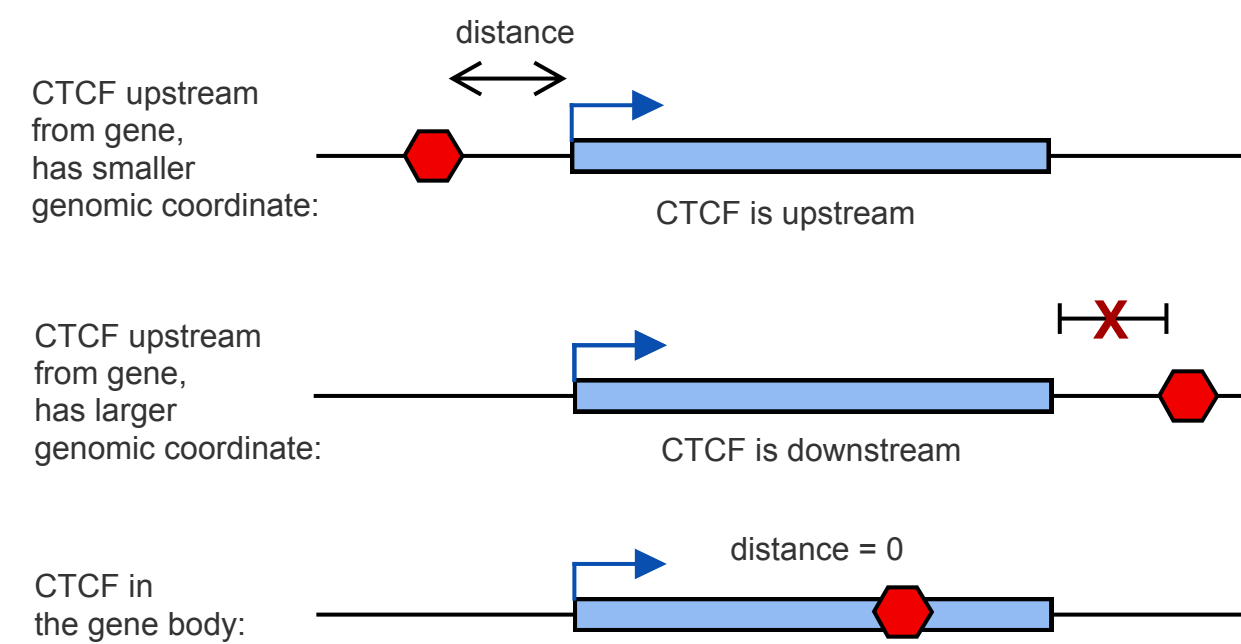 distance
CTCF upstream
from gene,
has smaller
genomic coordinate:
CTCF is upstream
CTCF upstream
from gene,
has larger
genomic coordinate:
X
CTCF is downstream
distance = 0
CTCF in
the gene body: